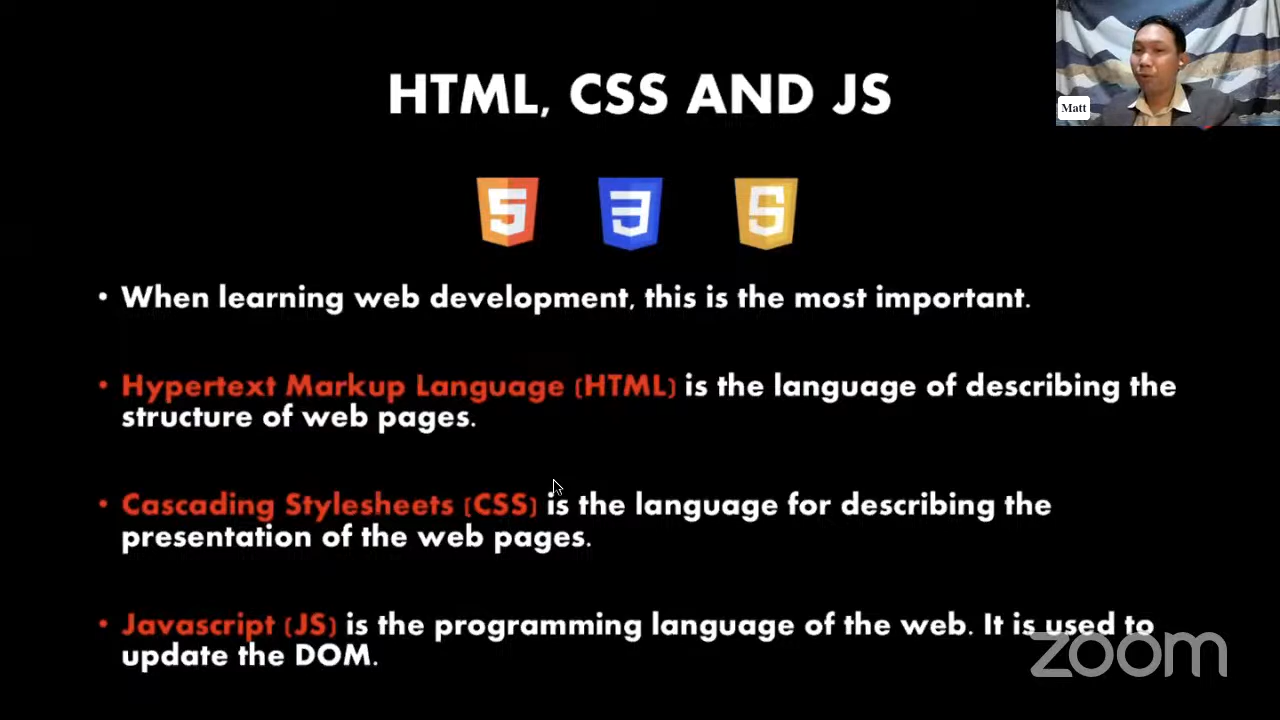 HTML, CSS AND JS
Matt
5 3 S
• When learning web development, this is the most important.
• Hypertext Markup Language (HTML) is the language of describing the
structure of web pages.
• Cascading Stylesheets (CSS) is the language for describing the
presentation of the web pages.
• Javascript (JS) is the programming language of the web. It is used to
update the DOM.
zoom